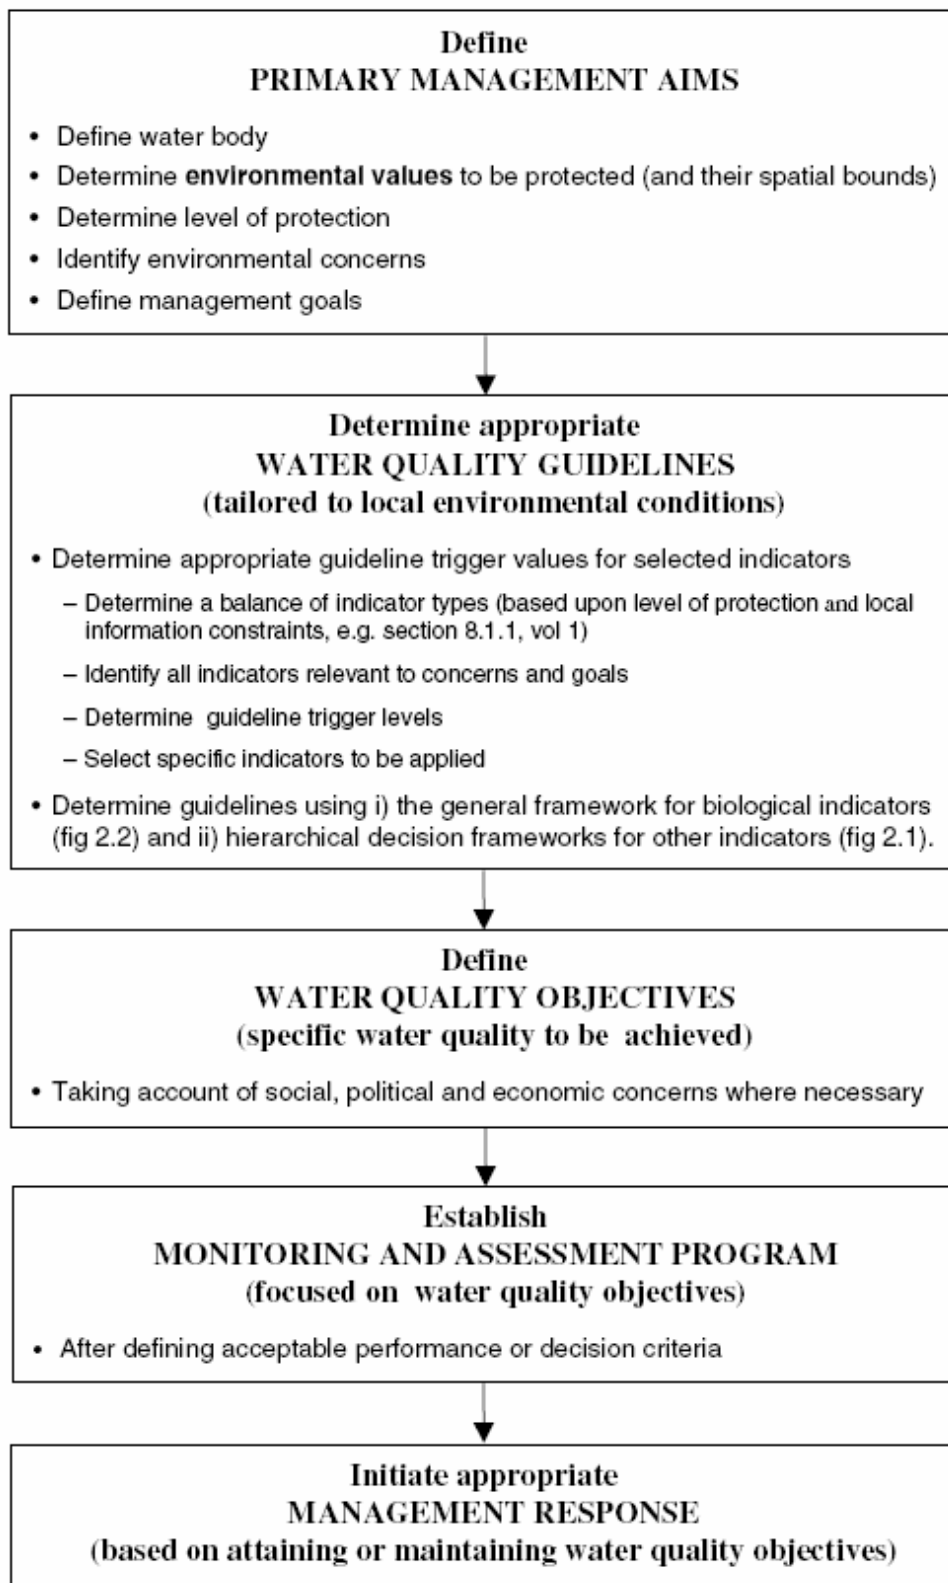 Define
PRIMARY MANAGEMENT AIMS
• Define water body
• Determine environmental values to be protected (and their spatial bounds)
• Determine level of protection
• Identify environmental concerns
• Define management goals
Determine appropriate
WATER QUALITY GUIDELINES
(tailored to local environmental conditions)
• Determine appropriate guideline trigger values for selected indicators
– Determine a balance of indicator types (based upon level of protection and local
information constraints, e.g. section 8.1.1, vol 1)
– Identify all indicators relevant to concerns and goals
– Determine guideline trigger levels
– Select specific indicators to be applied
• Determine guidelines using i) the general framework for biological indicators
(fig 2.2) and ii) hierarchical decision frameworks for other indicators (fig 2.1).
Define
WATER QUALITY OBJECTIVES
(specific water quality to be achieved)
• Taking account of social, political and economic concerns where necessary
Establish
MONITORING AND ASSESSMENT PROGRAM
(focused on water quality objectives)
• After defining acceptable performance or decision criteria
Initiate appropriate
MANAGEMENT RESPONSE
(based on attaining or maintaining water quality objectives)